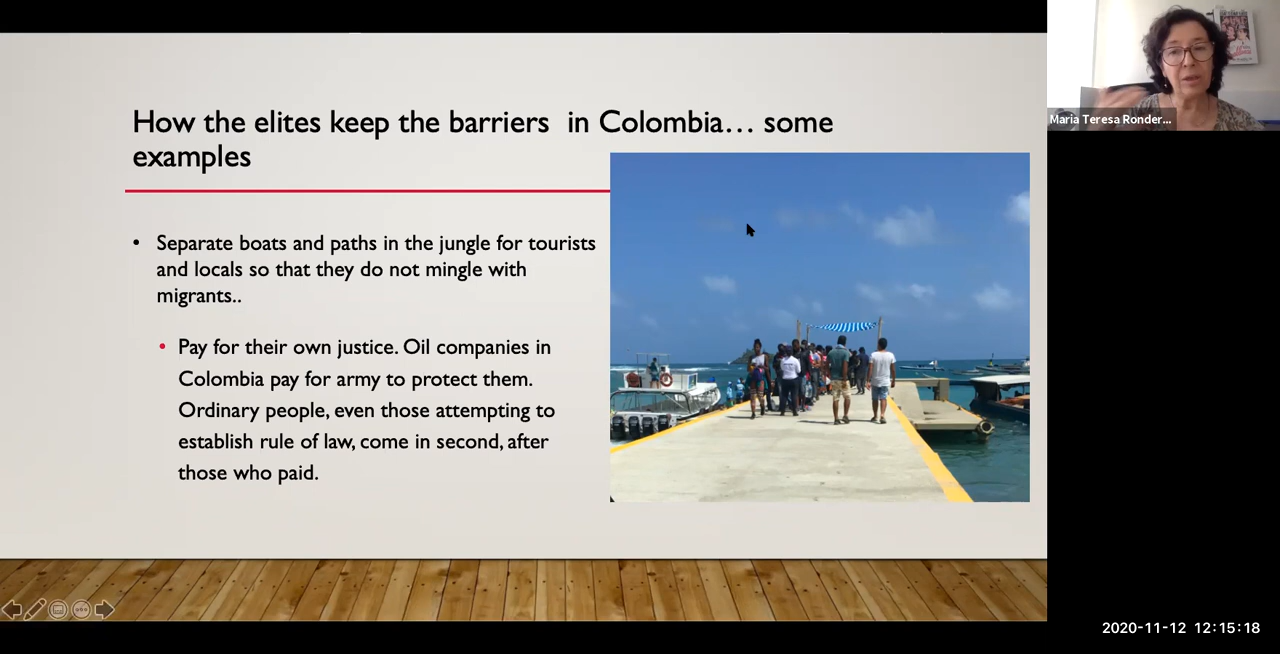 How the elites keep the barriers  in Colombia… some
examples
• Separate boats and paths in the jungle for tourists
and locals so that they do not mingle with
migrants..
• Pay for their own justice. Oil companies in
Colombia pay for army to protect them.
Ordinary people, even those attempting to
establish rule of law, come in second, after
those who paid.
Maria Teresa Ronder...
2020-11-12 12:15:18